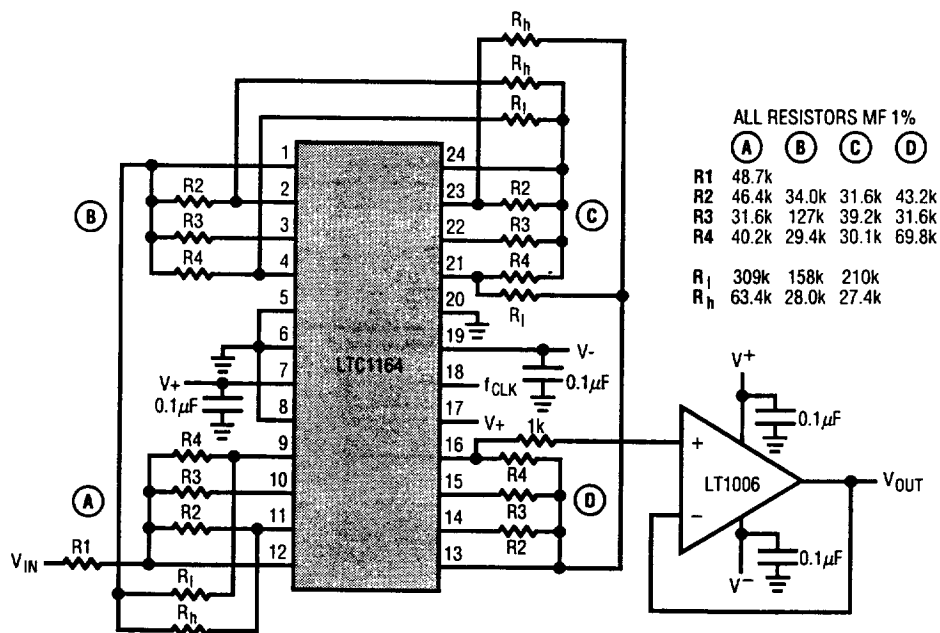 Rh
Rh
Rl
ALL RESISTORS MF 1%
A B C D
R1 48.7k
R2 46.4k 34.0k 31.6k 43.2k
R3 31.6k 127k 39.2k 31.6k
R4 40.2k 29.4k 30.1k 69.8k
Rl 309k 158k 210k
Rh 63.4k 28.0k 27.4k
1 24
R2 2 23 R2
B R3 3 22 R3 C
R4 4 21 R4
5 20 Rl
6 19 V-
LTC1164
V+ 7 18 fCLK 0.1µF
0.1µF 8 17 V+
R4 9 16 1k
A R3 10 15 R4 D
R2 11 14 R3
VIN R1 12 13 R2
Rl
Rh
V+
0.1µF
+
LT1006
−
VOUT
V−
0.1µF